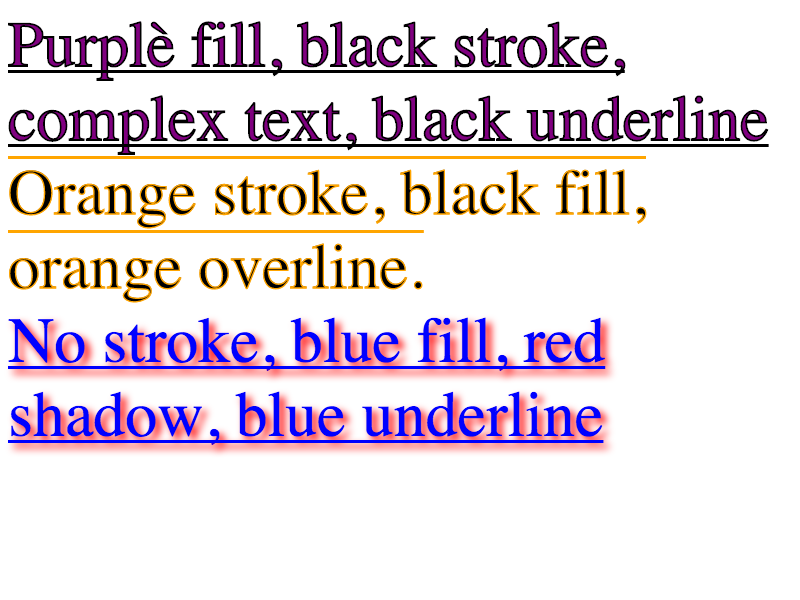 Purplè fill, black stroke,
complex text, black underline
Orange stroke, black fill,
orange overline.
No stroke, blue fill, red
shadow, blue underline